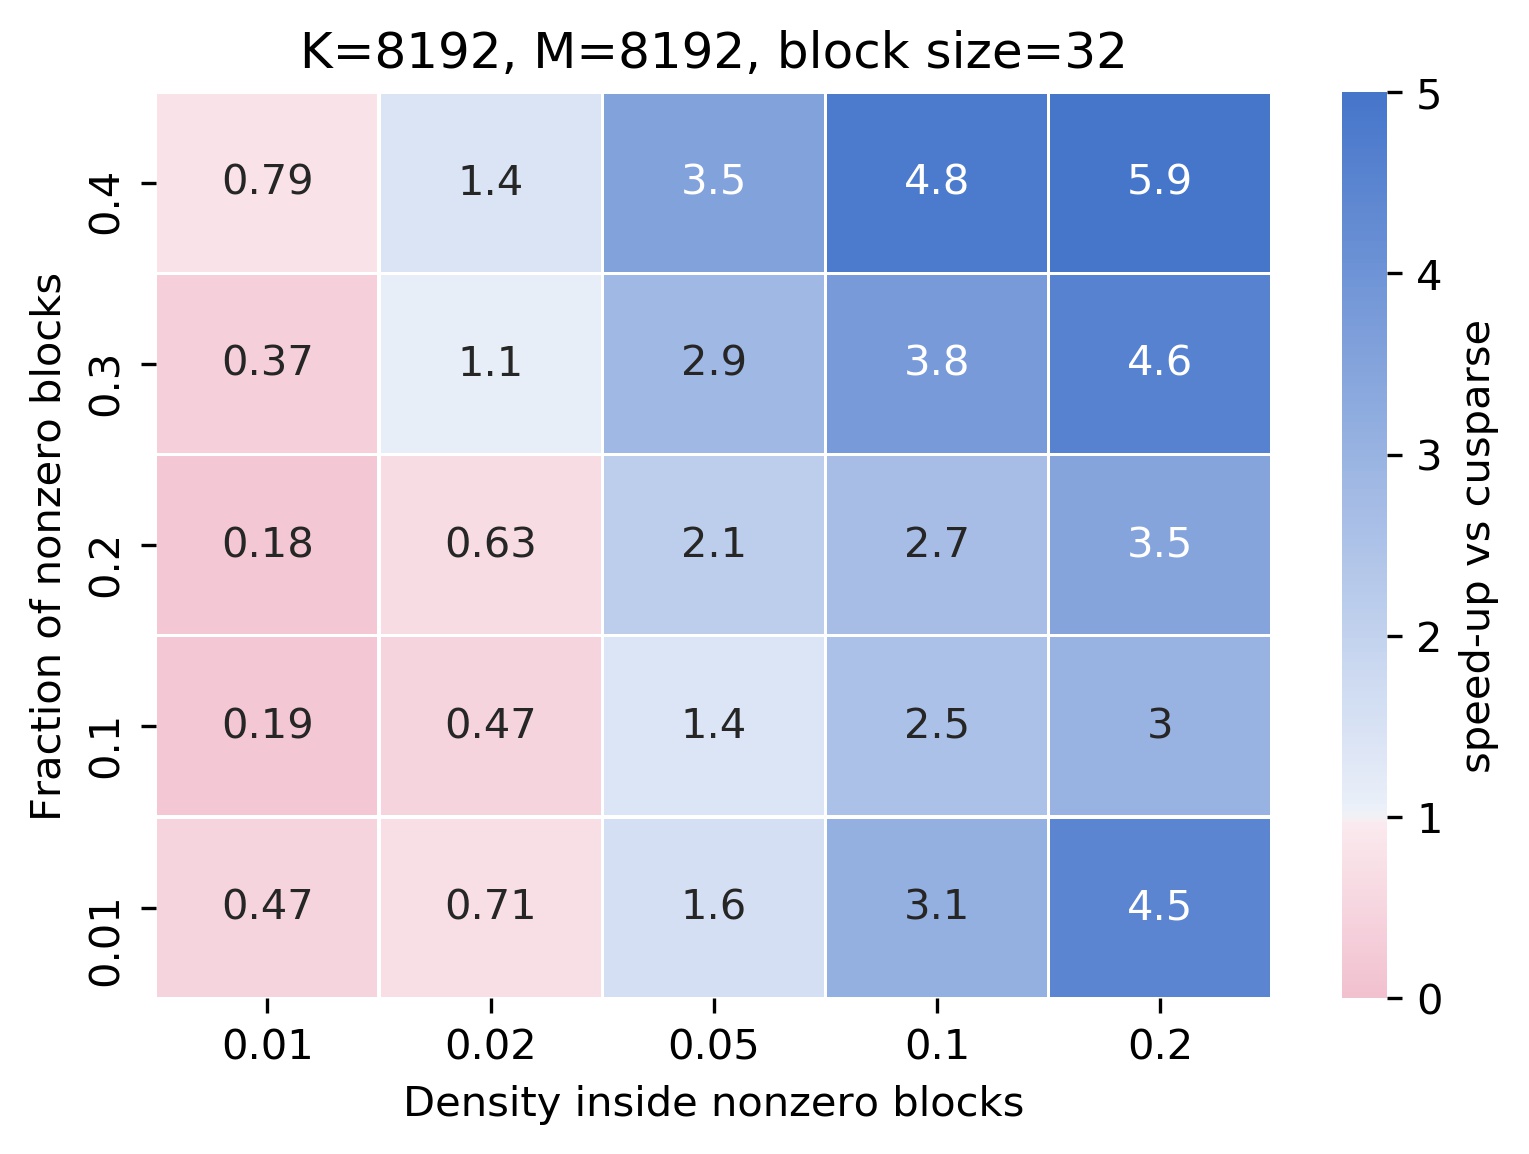 K=8192, M=8192, block size=32
Fraction of nonzero blocks
0.4 0.79 1.4 3.5 4.8 5.9
0.3 0.37 1.1 2.9 3.8 4.6
0.2 0.18 0.63 2.1 2.7 3.5
0.1 0.19 0.47 1.4 2.5 3
0.01 0.47 0.71 1.6 3.1 4.5
0.01 0.02 0.05 0.1 0.2
Density inside nonzero blocks
5
4
3
2
1
0
speed-up vs cusparse